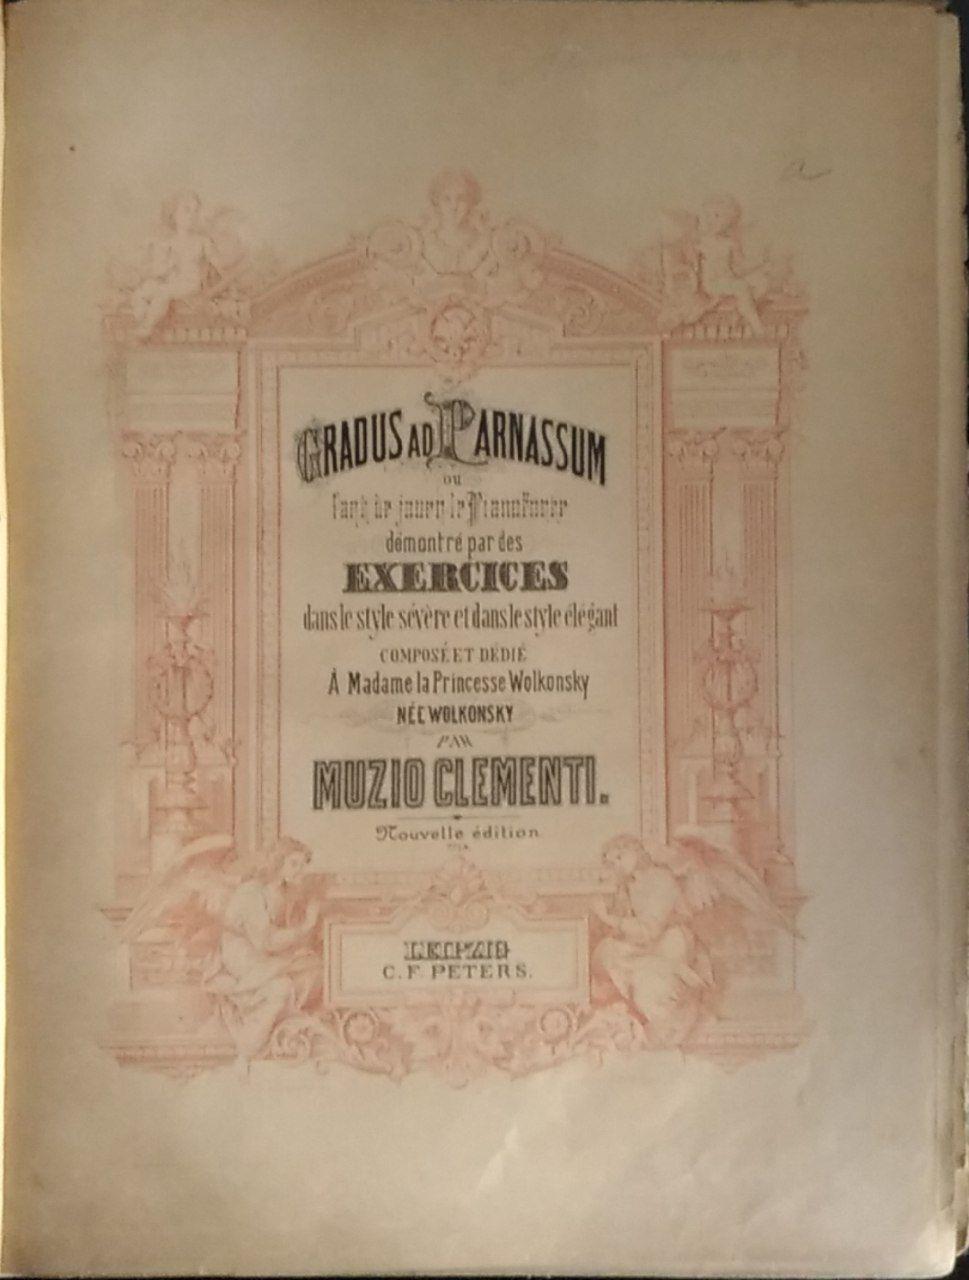 GRADUS AD PARNASSUM
ou
l'art de jouer le Pianoforte
démontré par des
EXERCICES
dans le style sévère et dans le style élégant
COMPOSÉ ET DÉDIÉ
À Madame la Princesse Wolkonsky
NÉE WOLKONSKY
PAR
MUZIO CLEMENTI.
Nouvelle édition
LEIPZIG
C. F. PETERS.